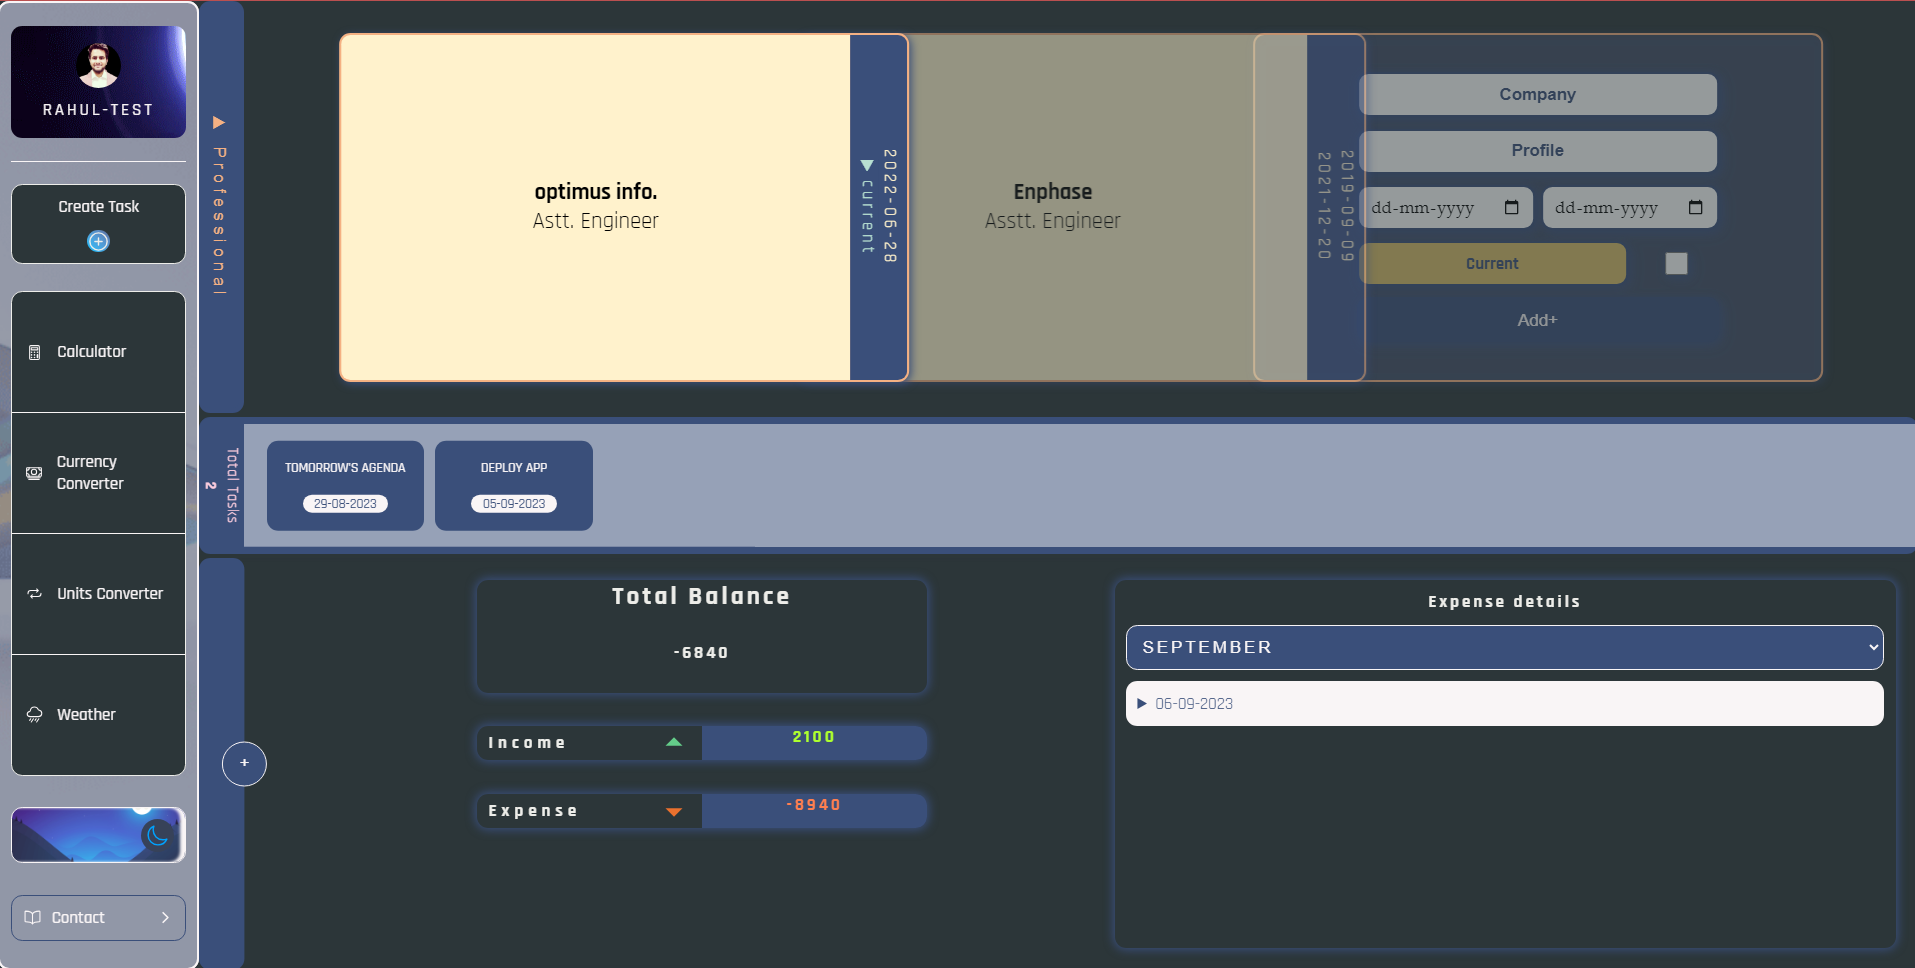 RAHUL-TEST
Create Task
Calculator
Currency
Converter
Units Converter
Weather
Contact
Professional
optimus info.
Astt. Engineer
2022-06-28
current
Enphase
Asstt. Engineer
2019-09-09
2021-12-20
Company
Profile
dd-mm-yyyy
dd-mm-yyyy
Current
Add+
Total Tasks
2
TOMORROW'S AGENDA
29-08-2023
DEPLOY APP
05-09-2023
+
Total Balance
-6840
Income
2100
Expense
-8940
Expense details
SEPTEMBER
06-09-2023